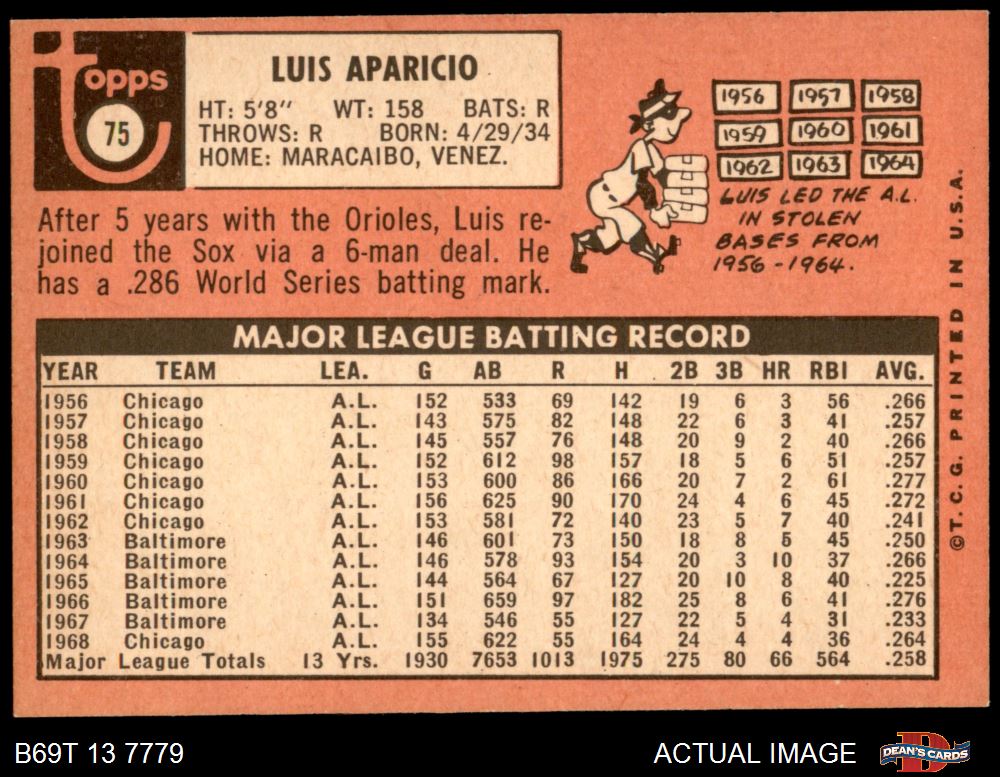 topps
75
LUIS APARICIO
HT: 5'8" WT: 158 BATS: R
THROWS: R BORN: 4/29/34
HOME: MARACAIBO, VENEZ.
After 5 years with the Orioles, Luis re-
joined the Sox via a 6-man deal. He
has a .286 World Series batting mark.
1956 1957 1958
1959 1960 1961
1962 1963 1964
LUIS LED THE A.L.
IN STOLEN
BASES FROM
1956-1964.
MAJOR LEAGUE BATTING RECORD
YEAR TEAM LEA. G AB R H 2B 3B HR RBI AVG.
1956 Chicago A.L. 152 533 69 142 19 6 3 56 .266
1957 Chicago A.L. 143 575 82 148 22 6 3 41 .257
1958 Chicago A.L. 145 557 76 148 20 9 2 40 .266
1959 Chicago A.L. 152 612 98 157 18 5 6 51 .257
1960 Chicago A.L. 153 600 86 166 20 7 2 61 .277
1961 Chicago A.L. 156 625 90 170 24 4 6 45 .272
1962 Chicago A.L. 153 581 72 140 23 5 7 40 .241
1963 Baltimore A.L. 146 601 73 150 18 8 5 45 .250
1964 Baltimore A.L. 146 578 93 154 20 3 10 37 .266
1965 Baltimore A.L. 144 564 67 127 20 10 8 40 .225
1966 Baltimore A.L. 151 659 97 182 25 8 6 41 .276
1967 Baltimore A.L. 134 546 55 127 22 5 4 31 .233
1968 Chicago A.L. 155 622 55 164 24 4 4 36 .264
Major League Totals 13 Yrs. 1930 7653 1013 1975 275 80 66 564 .258
©T.C.G. PRINTED IN U.S.A.
B69T 13 7779
ACTUAL IMAGE
DEAN'S CARDS